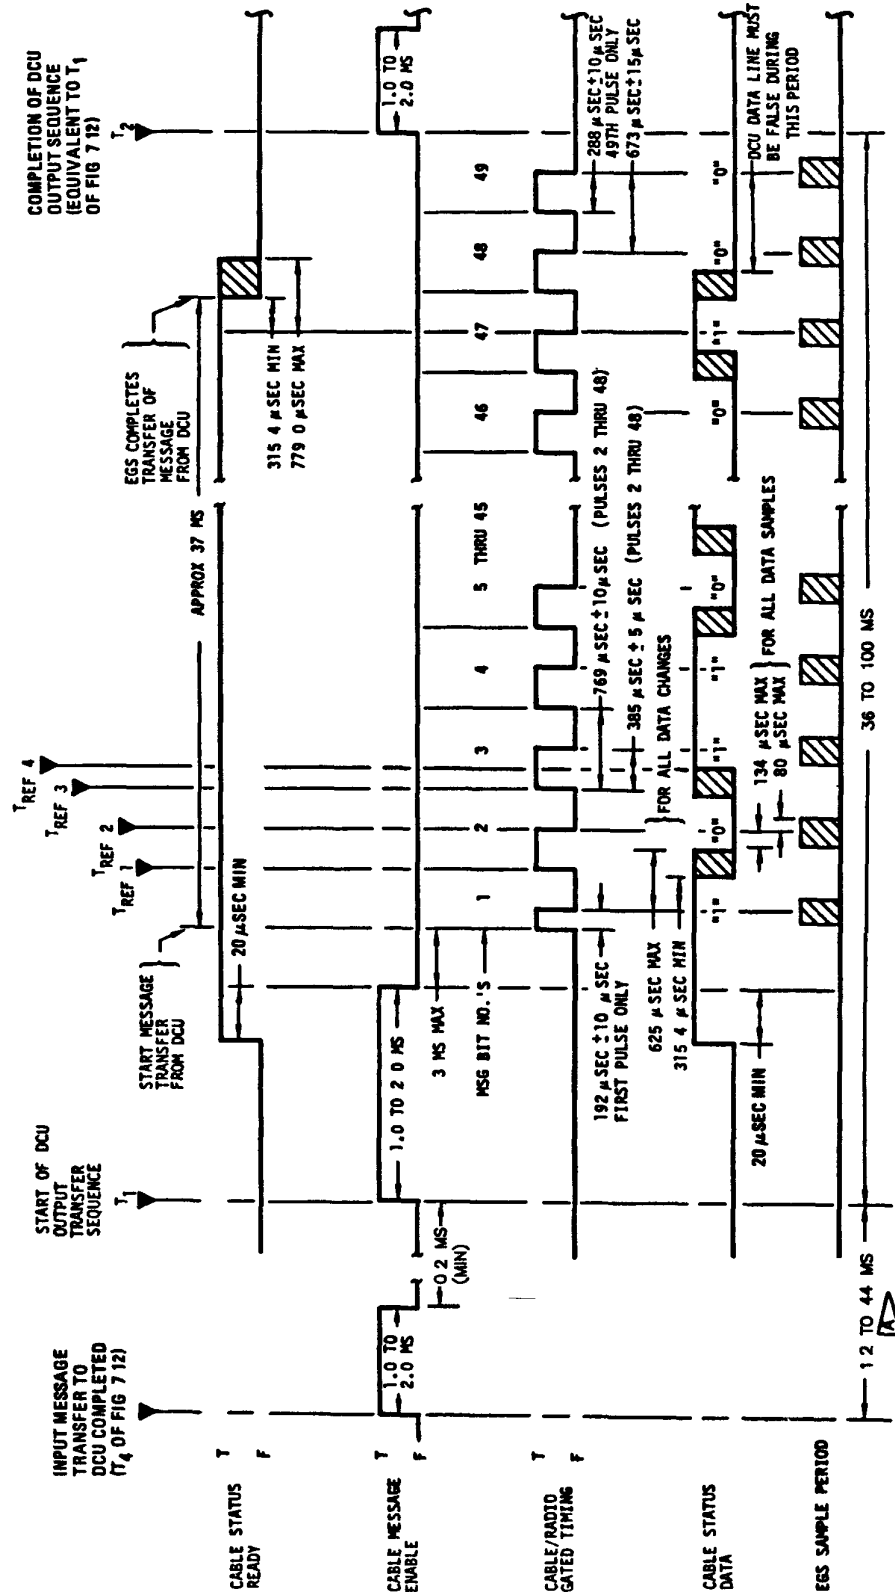 INPUT MESSAGE
TRANSFER TO
DCU COMPLETED
(T4 OF FIG 7 12)
START OF DCU
OUTPUT
TRANSFER
SEQUENCE
T1
START MESSAGE
TRANSFER
FROM DCU
TREF 1
TREF 2
TREF 3
TREF 4
EGS COMPLETES
TRANSFER OF
MESSAGE
FROM DCU
COMPLETION OF DCU
OUTPUT SEQUENCE
(EQUIVALENT TO T1
OF FIG 7 12)
T2
CABLE STATUS
READY
T
F
20 μSEC MIN
APPROX 37 MS
315 4 μSEC MIN
779 0 μSEC MAX
CABLE MESSAGE
ENABLE
T
F
1.0 TO
2.0 MS
0 2 MS
(MIN)
1.0 TO 2 0 MS
3 MS MAX
1.0 TO
2.0 MS
MSG BIT NO.'S
1
2
3
4
5 THRU 45
46
47
48
49
CABLE/RADIO
GATED TIMING
T
F
192 μSEC ±10 μSEC
FIRST PULSE ONLY
769 μSEC±10μSEC (PULSES 2 THRU 48)
385 μSEC ± 5 μSEC (PULSES 2 THRU 48)
288 μSEC±10μSEC
49TH PULSE ONLY
673 μSEC±15μSEC
CABLE STATUS
DATA
625 μSEC MAX
315 4 μSEC MIN
FOR ALL DATA CHANGES
20 μSEC MIN
"1"
"0"
"1"
"1"
"0"
"0"
"1"
"0"
"0"
DCU DATA LINE MUST
BE FALSE DURING
THIS PERIOD
134 μSEC MAX
80 μSEC MAX
FOR ALL DATA SAMPLES
EGS SAMPLE PERIOD
1 2 TO 44 MS
A
36 TO 100 MS